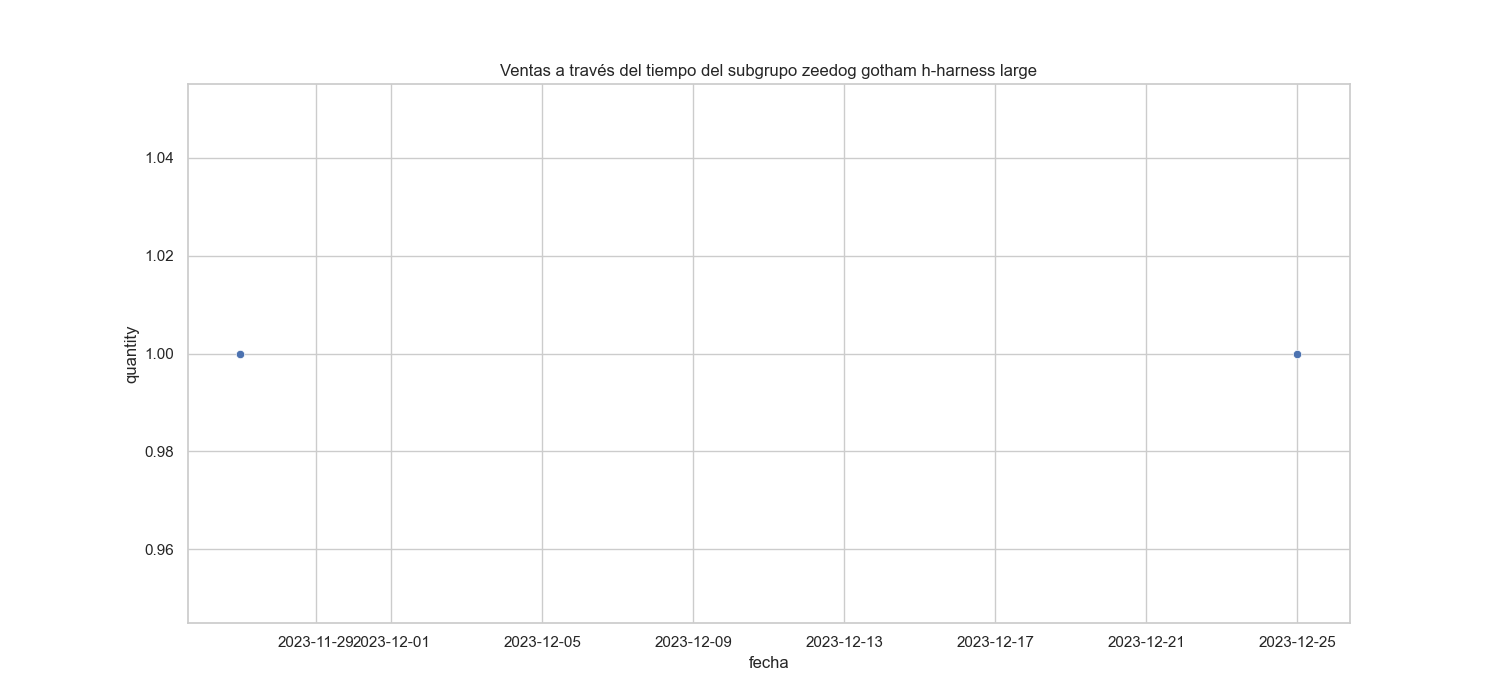 Ventas a través del tiempo del subgrupo zeedog gotham h-harness large
1.04
1.02
1.00
0.98
0.96
quantity
2023-11-29 2023-12-01 2023-12-05 2023-12-09 2023-12-13 2023-12-17 2023-12-21 2023-12-25
fecha